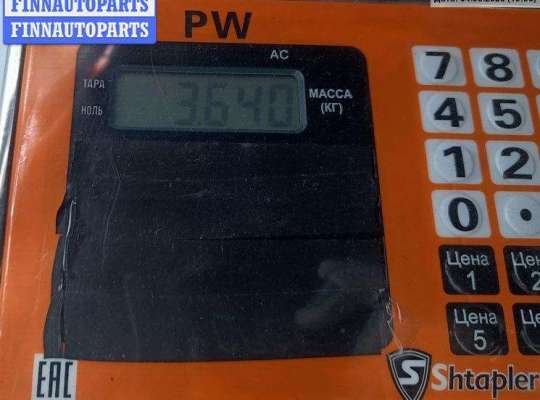 FINNAUTOPARTS
FINNAUTOPARTS
PW
AC
ТАРА
НОЛЬ
3.640
МАССА
(КГ)
7 8
4 5
1 2
0 •
Цена
1
2
Цена
5
EAC
S Shtapler